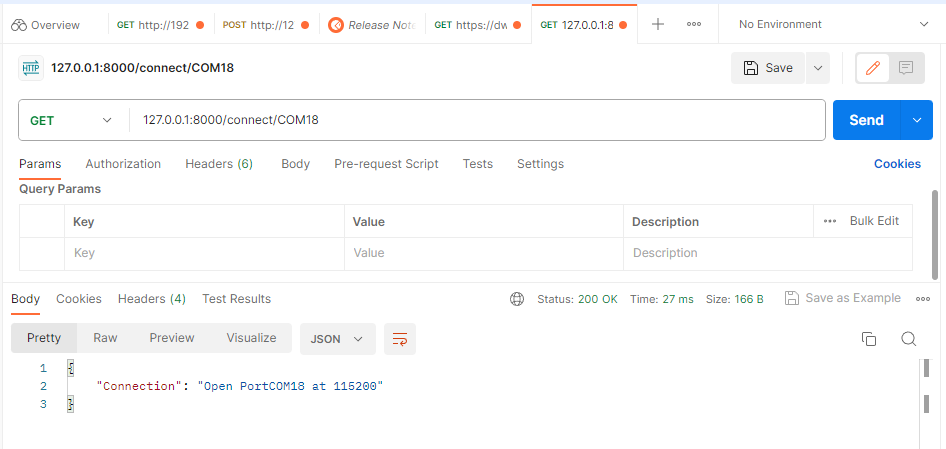 Overview GET http://192 POST http://12 Release Note GET https://dw GET 127.0.0.1:8 No Environment
HTTP 127.0.0.1:8000/connect/COM18 Save
GET 127.0.0.1:8000/connect/COM18 Send
Params Authorization Headers (6) Body Pre-request Script Tests Settings Cookies
Query Params
Key Value Description Bulk Edit
Key Value Description
Body Cookies Headers (4) Test Results Status: 200 OK Time: 27 ms Size: 166 B Save as Example
Pretty Raw Preview Visualize JSON
1 {
2 "Connection": "Open PortCOM18 at 115200"
3 }